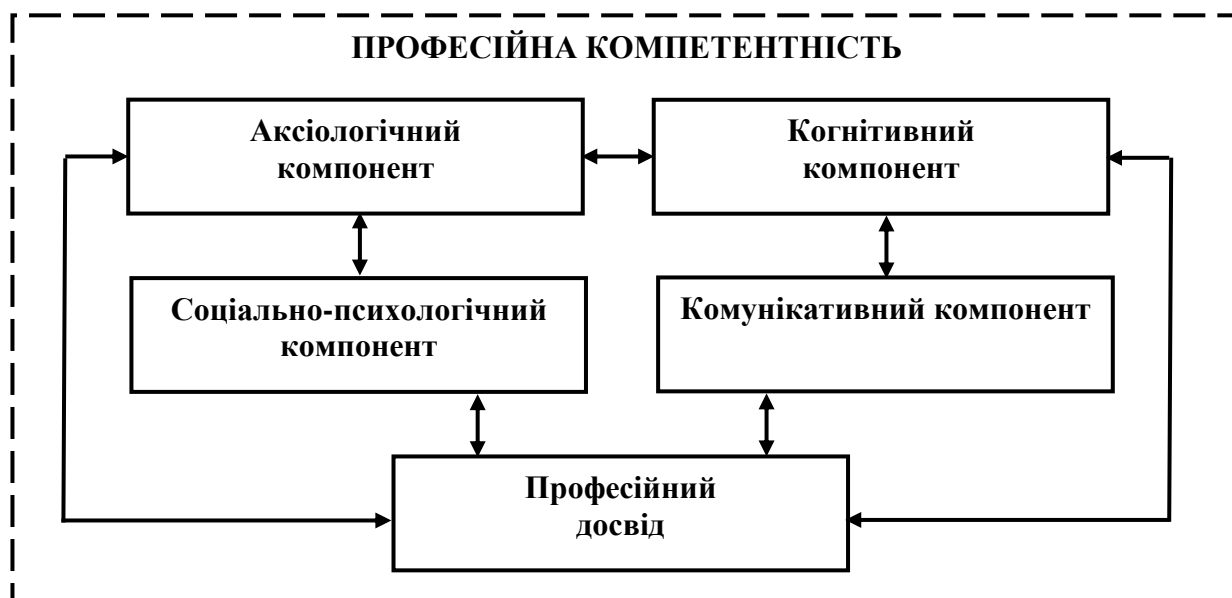 ПРОФЕСІЙНА КОМПЕТЕНТНІСТЬ
Аксіологічний
компонент
Когнітивний
компонент
Соціально-психологічний
компонент
Комунікативний компонент
Професійний
досвід